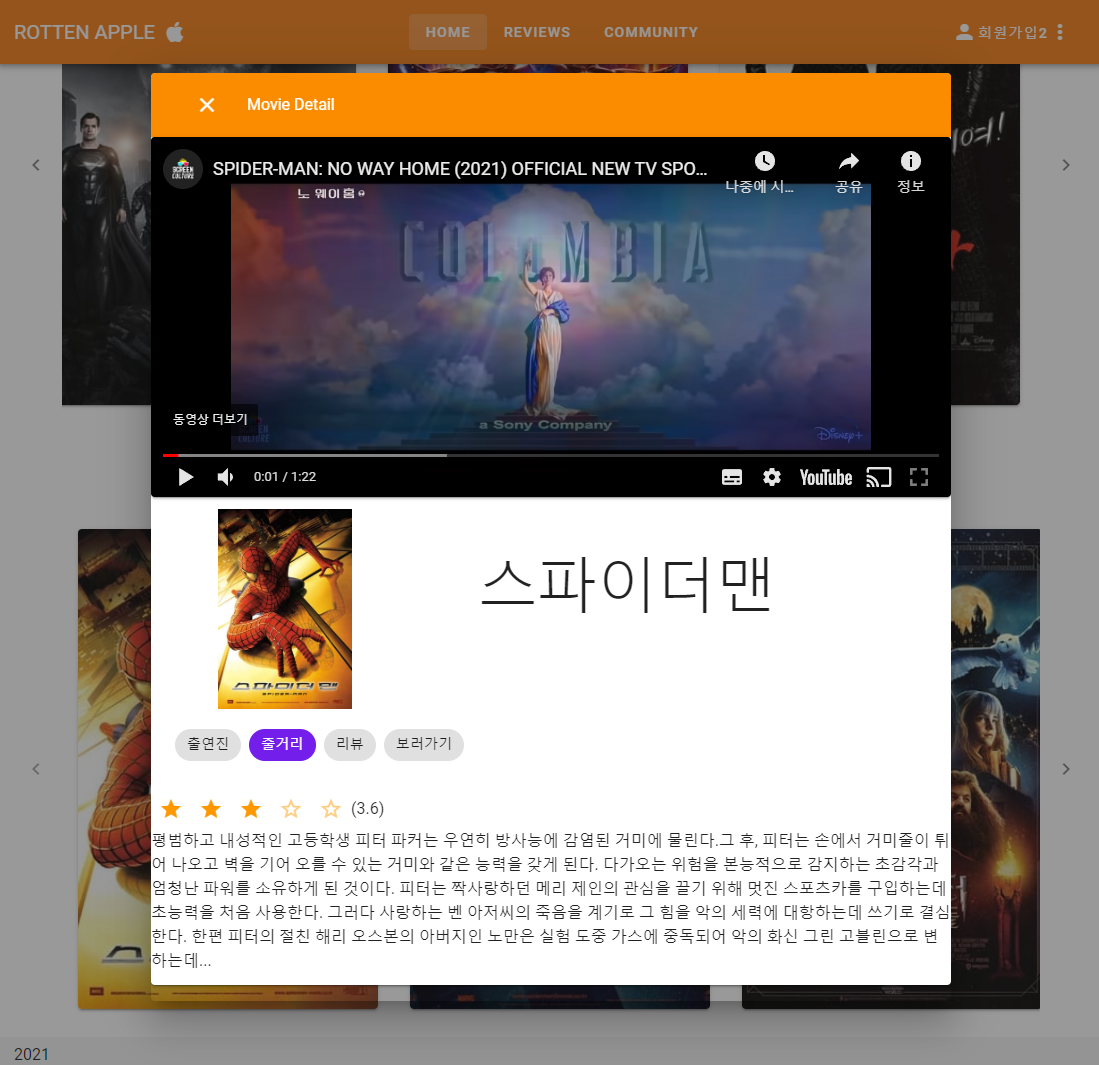 ROTTEN APPLE
HOME REVIEWS COMMUNITY
회원가입2
여!
Movie Detail
SCREEN CULTURE
SPIDER-MAN: NO WAY HOME (2021) OFFICIAL NEW TV SPO...
나중에 시...
공유
정보
노 웨이 홈
COLUMBIA
동영상 더보기
SCREEN CULTURE
a Sony Company
Disney+
0:01 / 1:22
YouTube
스파이더맨
스파이더맨
출연진 줄거리 리뷰 보러가기
(3.6)
평범하고 내성적인 고등학생 피터 파커는 우연히 방사능에 감염된 거미에 물린다.그 후, 피터는 손에서 거미줄이 튀
어 나오고 벽을 기어 오를 수 있는 거미와 같은 능력을 갖게 된다. 다가오는 위험을 본능적으로 감지하는 초감각과
엄청난 파워를 소유하게 된 것이다. 피터는 짝사랑하던 메리 제인의 관심을 끌기 위해 멋진 스포츠카를 구입하는데
초능력을 처음 사용한다. 그러다 사랑하는 벤 아저씨의 죽음을 계기로 그 힘을 악의 세력에 대항하는데 쓰기로 결심
한다. 한편 피터의 절친 해리 오스본의 아버지인 노만은 실험 도중 가스에 중독되어 악의 화신 그린 고블린으로 변
하는데...
2021